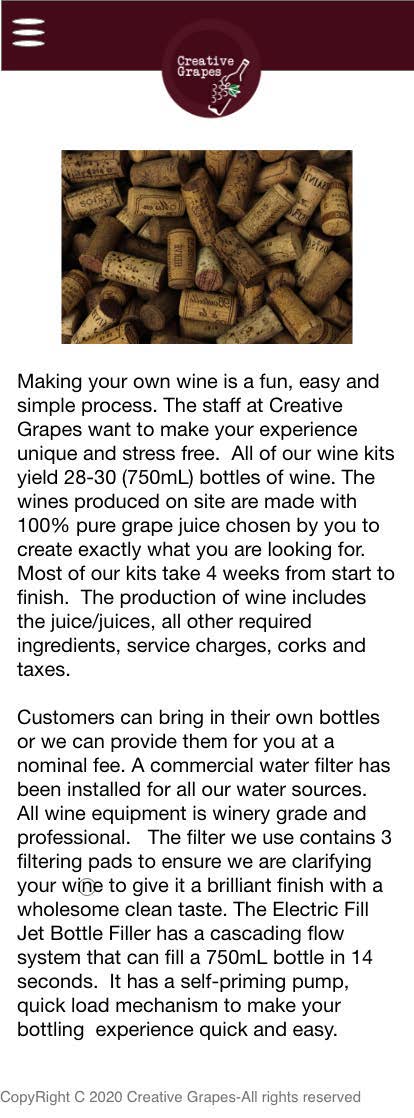 Creative
Grapes
Making your own wine is a fun, easy and
simple process. The staff at Creative
Grapes want to make your experience
unique and stress free.  All of our wine kits
yield 28-30 (750mL) bottles of wine. The
wines produced on site are made with
100% pure grape juice chosen by you to
create exactly what you are looking for.
Most of our kits take 4 weeks from start to
finish.  The production of wine includes
the juice/juices, all other required
ingredients, service charges, corks and
taxes.
Customers can bring in their own bottles
or we can provide them for you at a
nominal fee. A commercial water filter has
been installed for all our water sources.
All wine equipment is winery grade and
professional.   The filter we use contains 3
filtering pads to ensure we are clarifying
your wine to give it a brilliant finish with a
wholesome clean taste. The Electric Fill
Jet Bottle Filler has a cascading flow
system that can fill a 750mL bottle in 14
seconds.  It has a self-priming pump,
quick load mechanism to make your
bottling  experience quick and easy.
CopyRight C 2020 Creative Grapes-All rights reserved